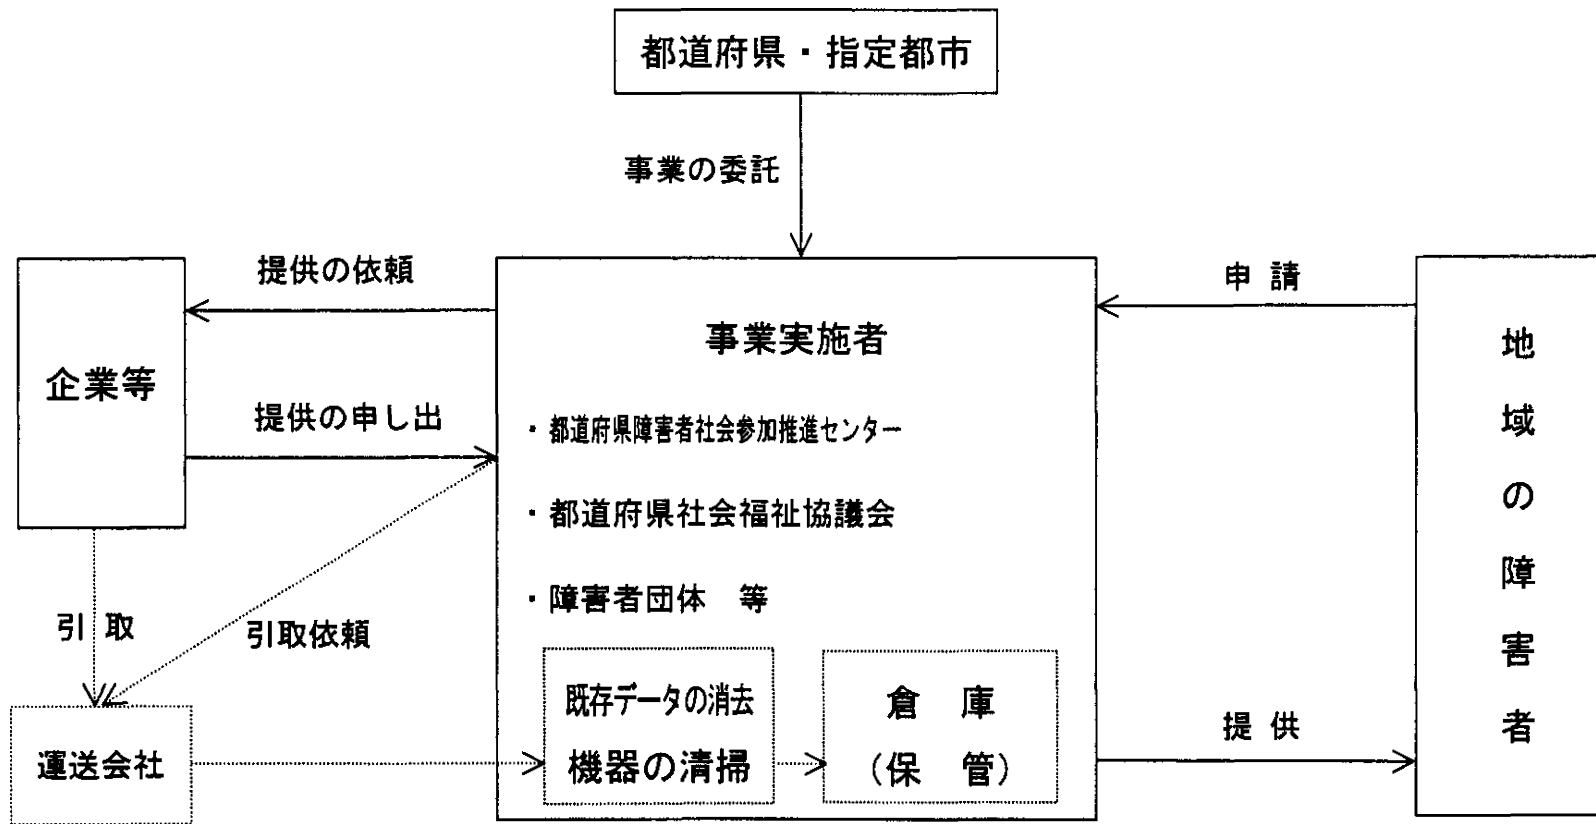 都道府県・指定都市
事業の委託
提供の依頼
申請
企業等
提供の申し出
事業実施者
・都道府県障害者社会参加推進センター
・都道府県社会福祉協議会
・障害者団体　等
地域の障害者
引取
引取依頼
既存データの消去
機器の清掃
倉　庫
（保　管）
運送会社
提供